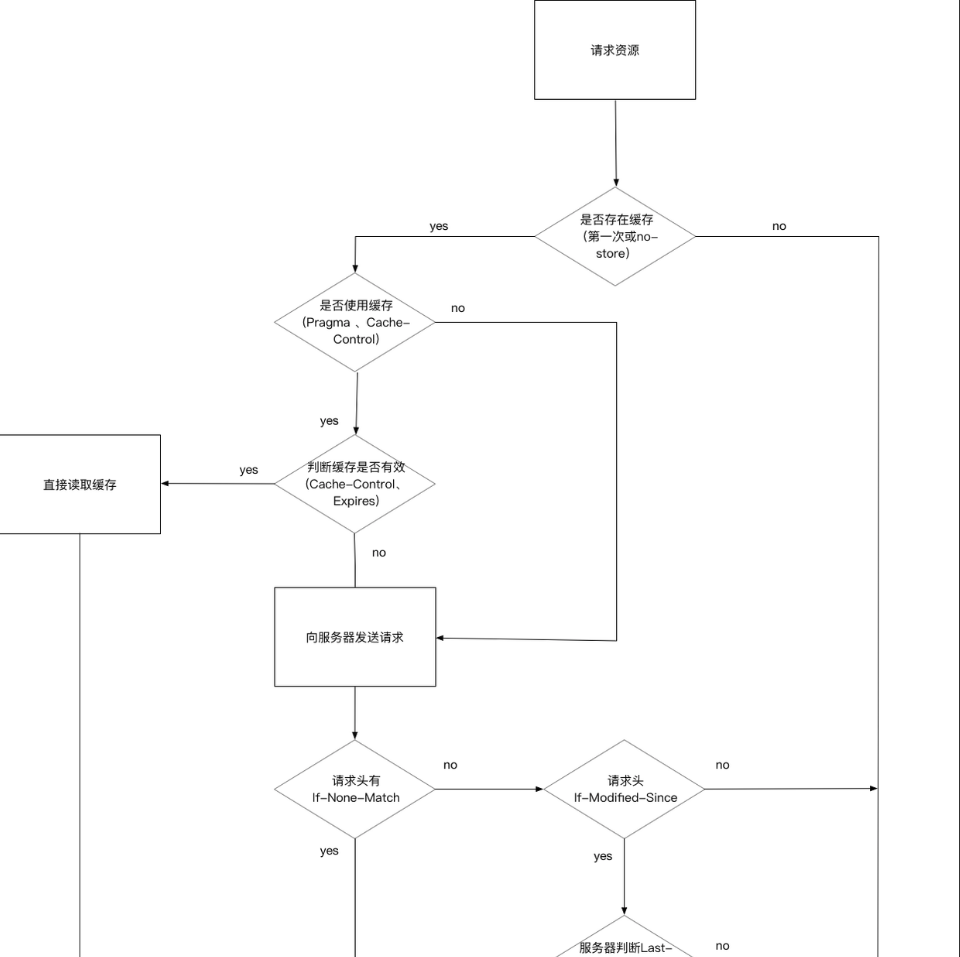 请求资源
是否存在缓存
（第一次或no-
store）
yes
no
是否使用缓存
（Pragma 、Cache-
Control）
no
yes
判断缓存是否有效
（Cache-Control、
Expires）
yes
直接读取缓存
no
向服务器发送请求
请求头有
If-None-Match
no
请求头
If-Modified-Since
no
yes
yes
服务器判断Last-
no